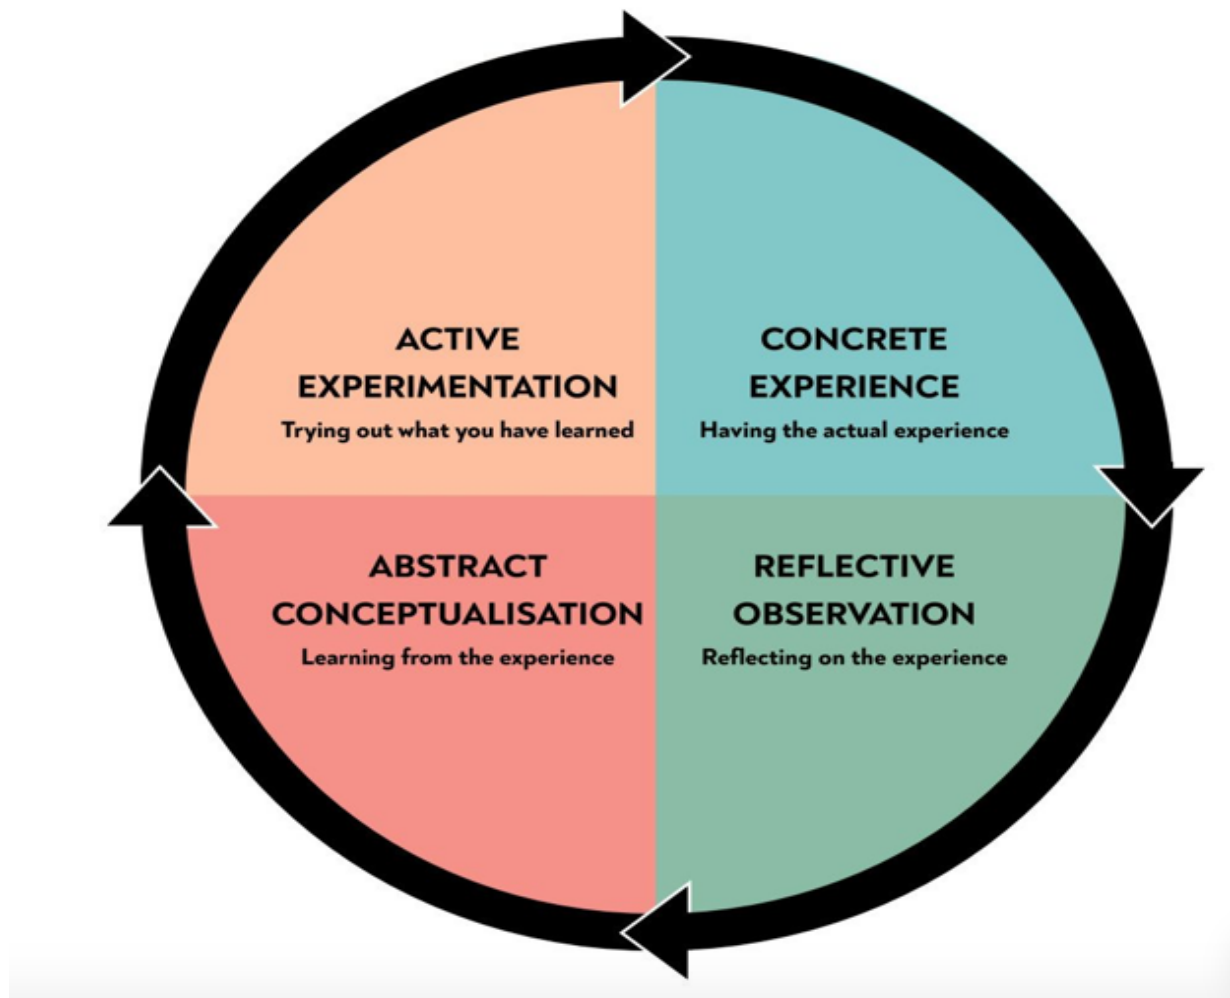 ACTIVE
EXPERIMENTATION
Trying out what you have learned
CONCRETE
EXPERIENCE
Having the actual experience
ABSTRACT
CONCEPTUALISATION
Learning from the experience
REFLECTIVE
OBSERVATION
Reflecting on the experience